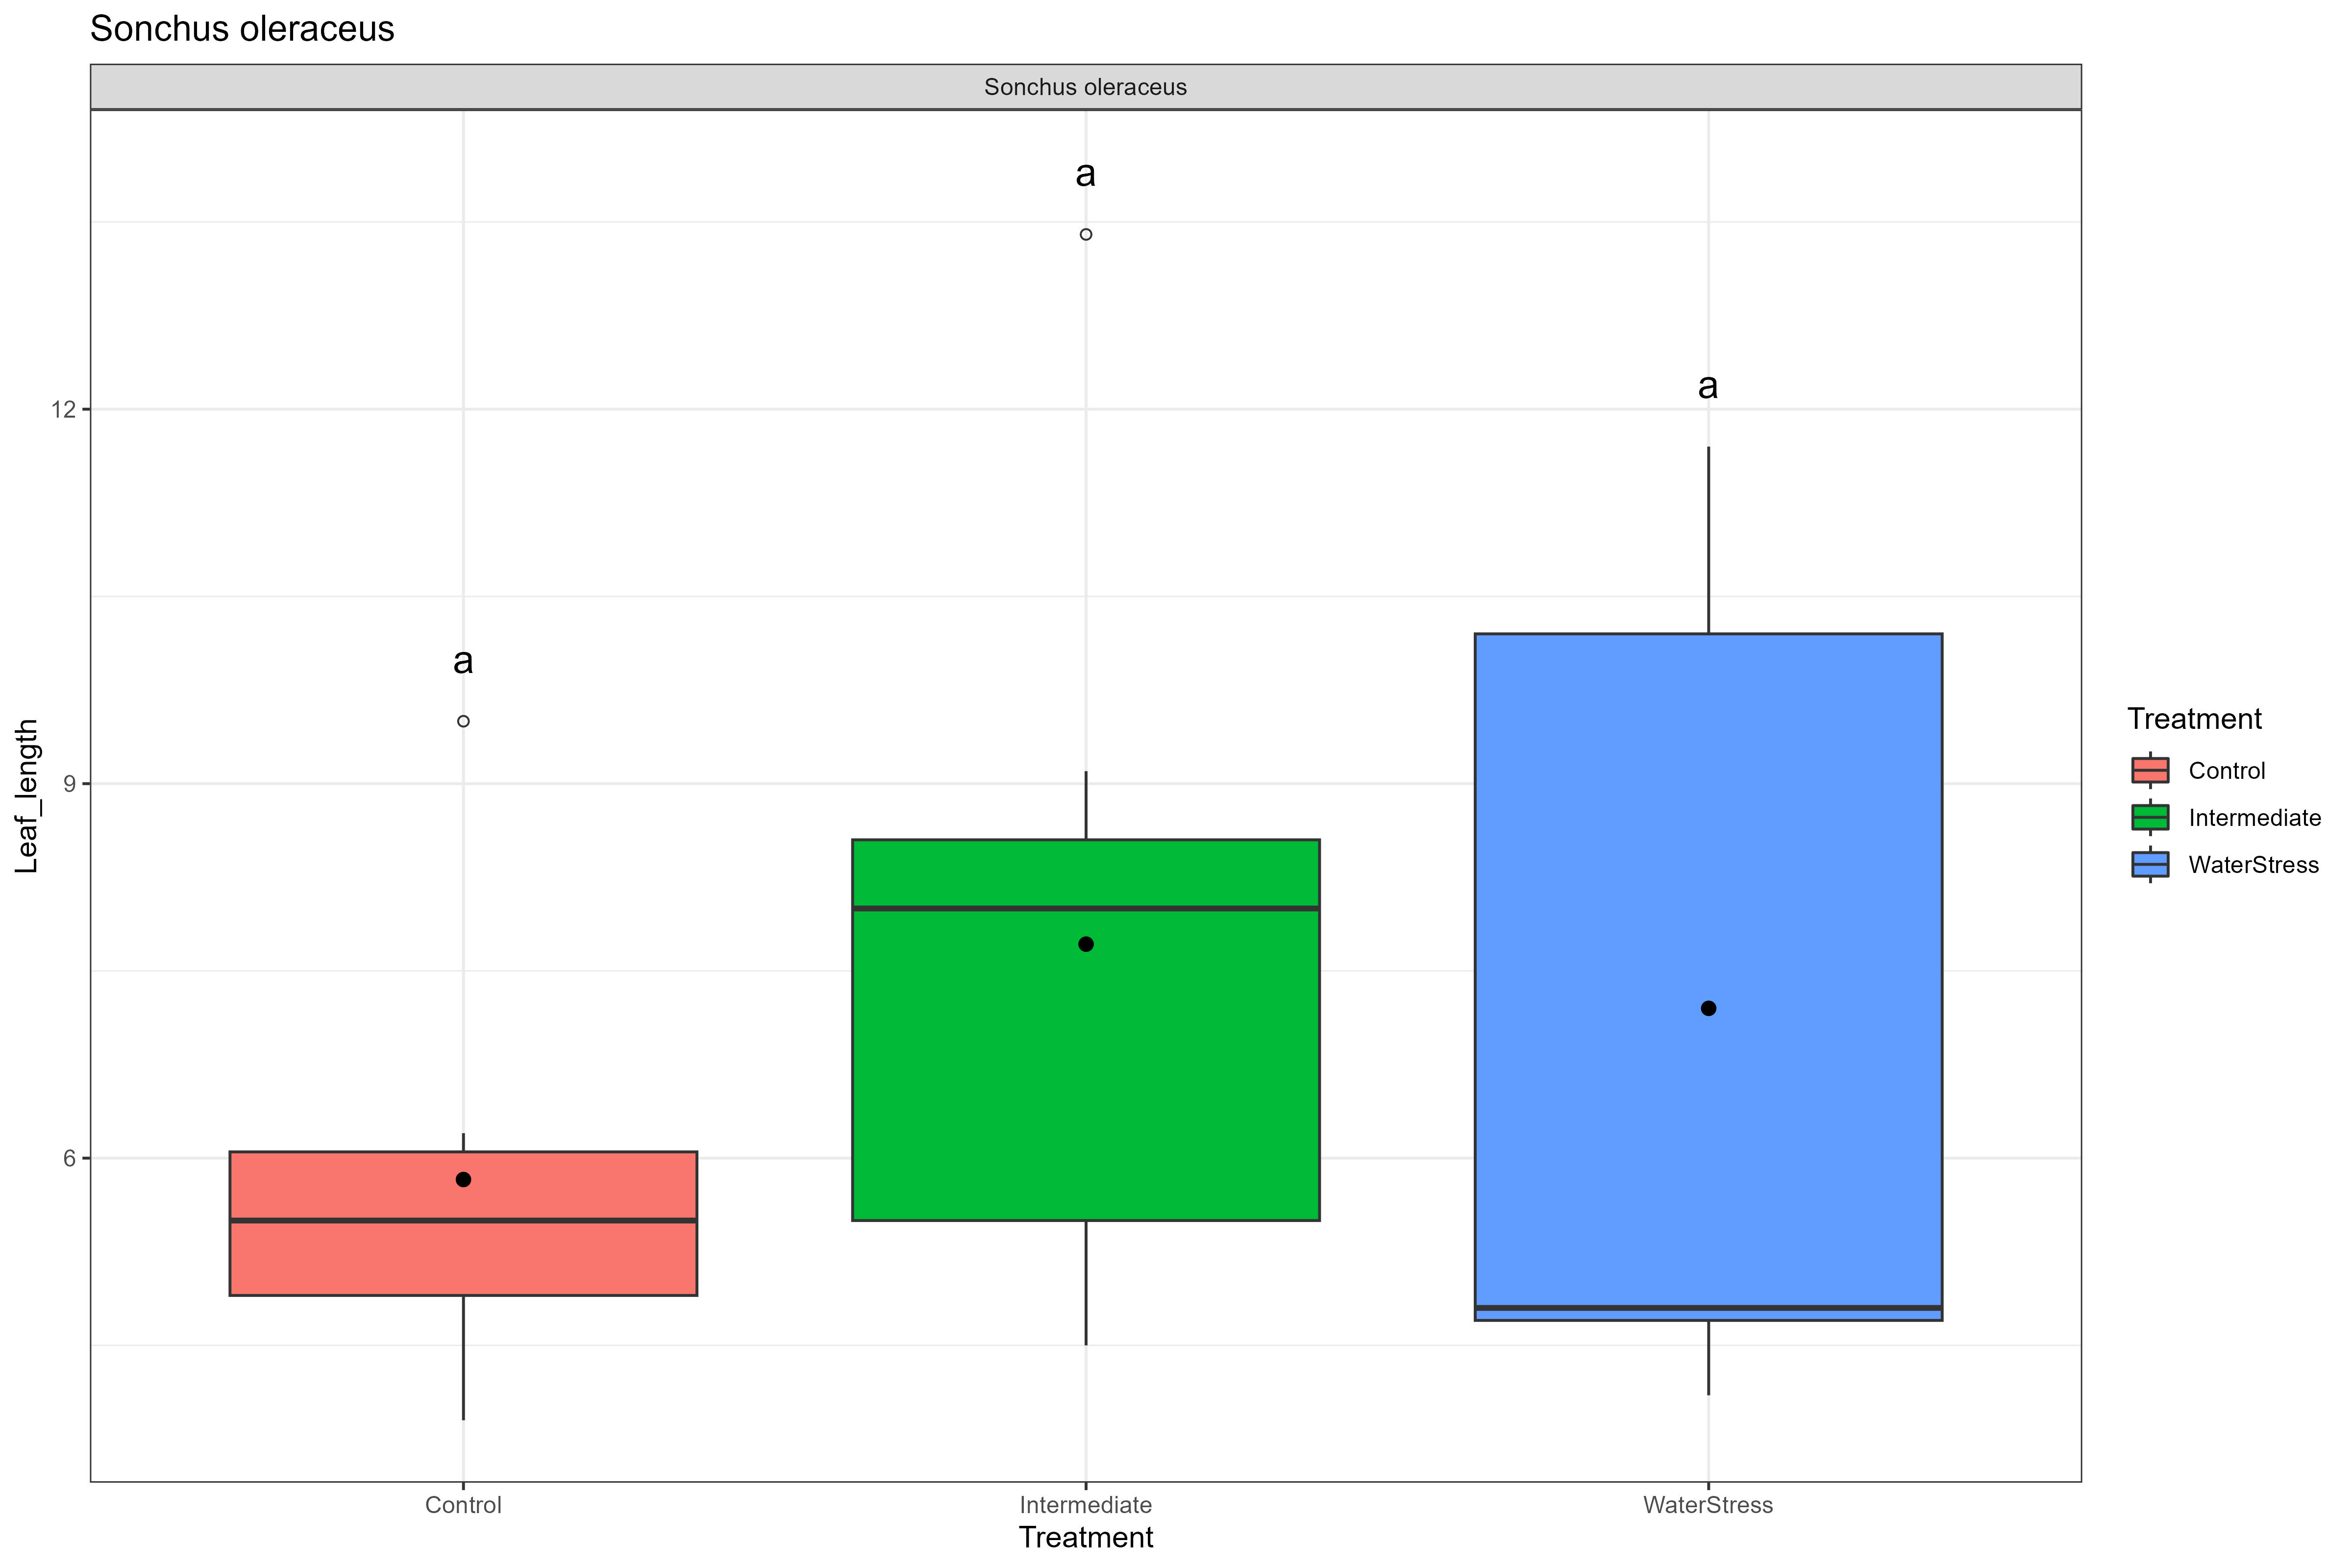 Sonchus oleraceus
Sonchus oleraceus
a
a
a
12
9
6
Leaf_length
Control
Intermediate
WaterStress
Treatment
Treatment
Control
Intermediate
WaterStress